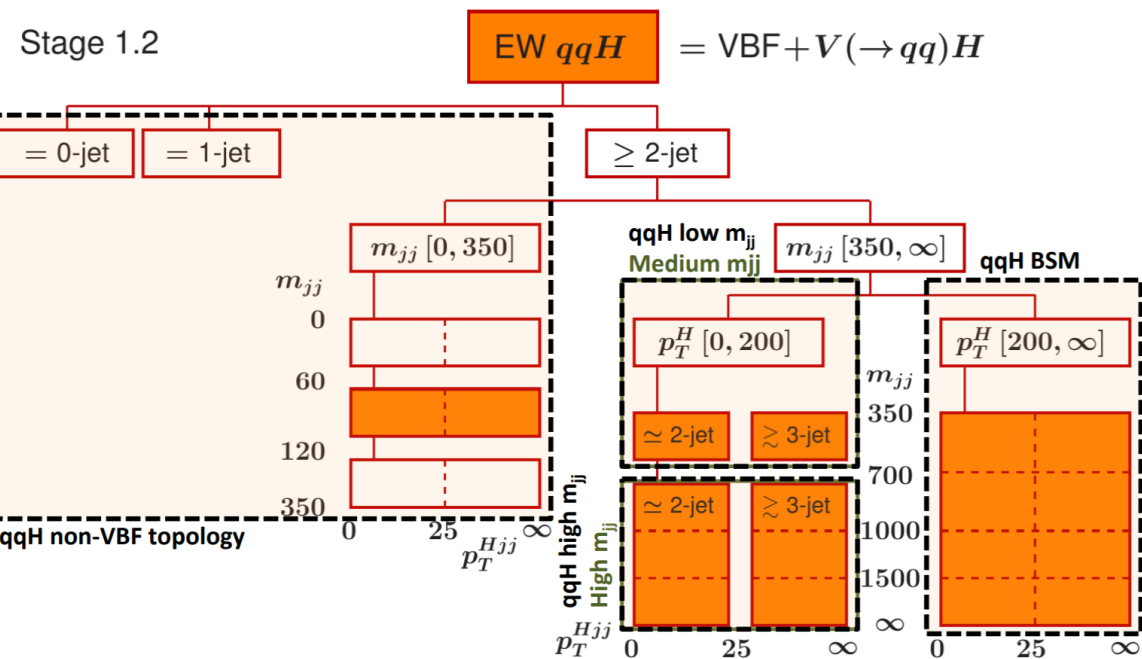 Stage 1.2
EW qqH
= VBF + V(→ qq)H
= 0-jet
= 1-jet
≥ 2-jet
m_jj [0, 350]
qqH low m_jj
Medium mjj
m_jj [350, ∞]
qqH BSM
m_jj
0
60
120
350
0
25
∞
p_T^Hjj
qqH non-VBF topology
p_T^H [0, 200]
p_T^H [200, ∞]
≃ 2-jet
≳ 3-jet
qqH high m_jj
High m_jj
≃ 2-jet
≳ 3-jet
m_jj
350
700
1000
1500
∞
p_T^Hjj
0
25
∞
0
25
∞